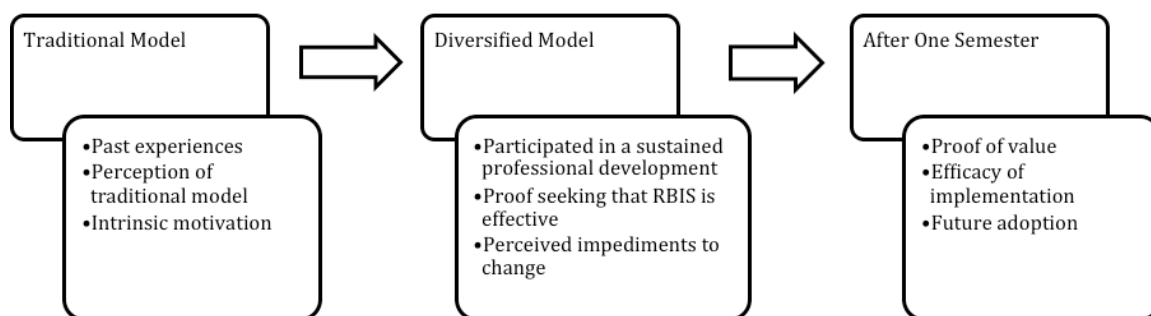 Traditional Model
•Past experiences
•Perception of
traditional model
•Intrinsic motivation
Diversified Model
•Participated in a sustained
professional development
•Proof seeking that RBIS is
effective
•Perceived impediments to
change
After One Semester
•Proof of value
•Efficacy of
implementation
•Future adoption